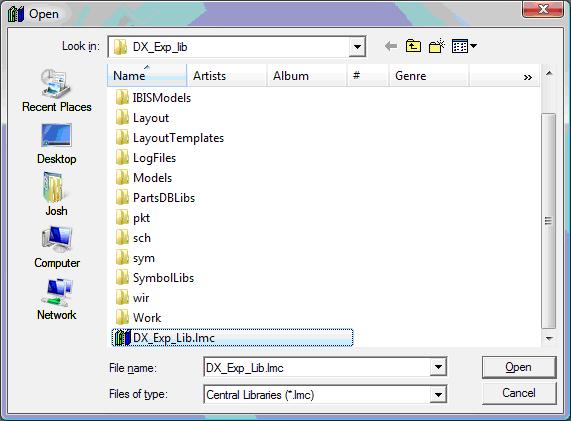 Open
Look in: DX_Exp_lib
Name Artists Album # Genre »
Recent Places
Desktop
Josh
Computer
Network
IBISModels
Layout
LayoutTemplates
LogFiles
Models
PartsDBLibs
pkt
sch
sym
SymbolLibs
wir
Work
DX_Exp_Lib.lmc
File name: DX_Exp_Lib.lmc Open
Files of type: Central Libraries (*.lmc) Cancel